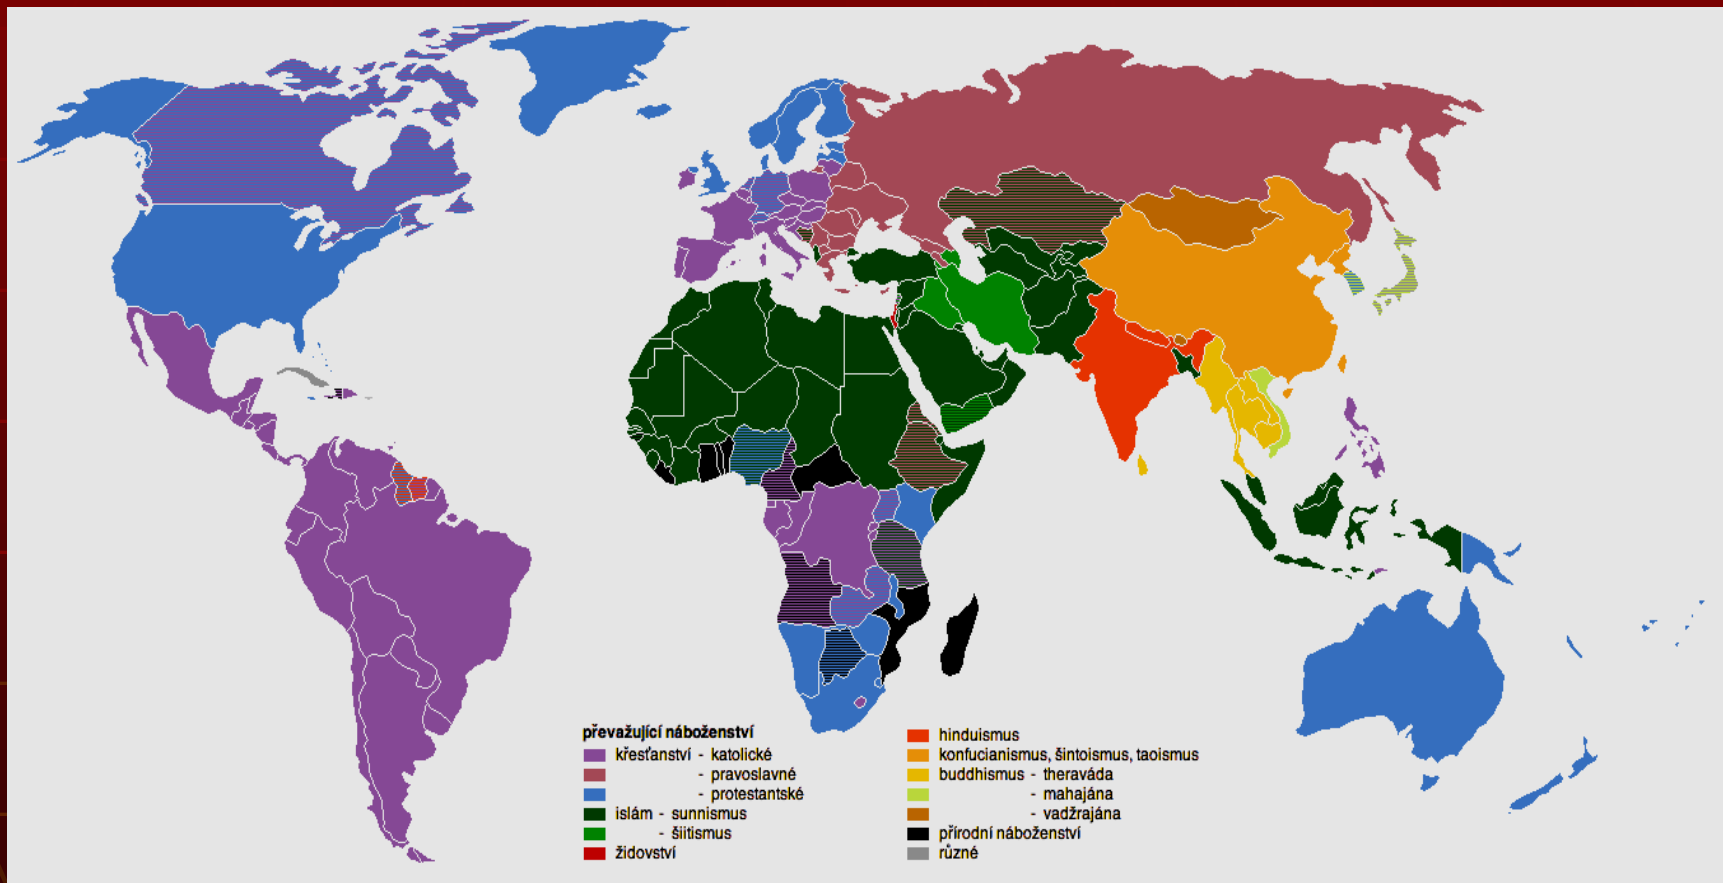 převažující náboženství
křesťanství - katolické
- pravoslavné
- protestantské
islám - sunnismus
- šiitismus
židovství
hinduismus
konfucianismus, šintoismus, taoismus
buddhismus - theraváda
- mahajána
- vadžrajána
přírodní náboženství
různé